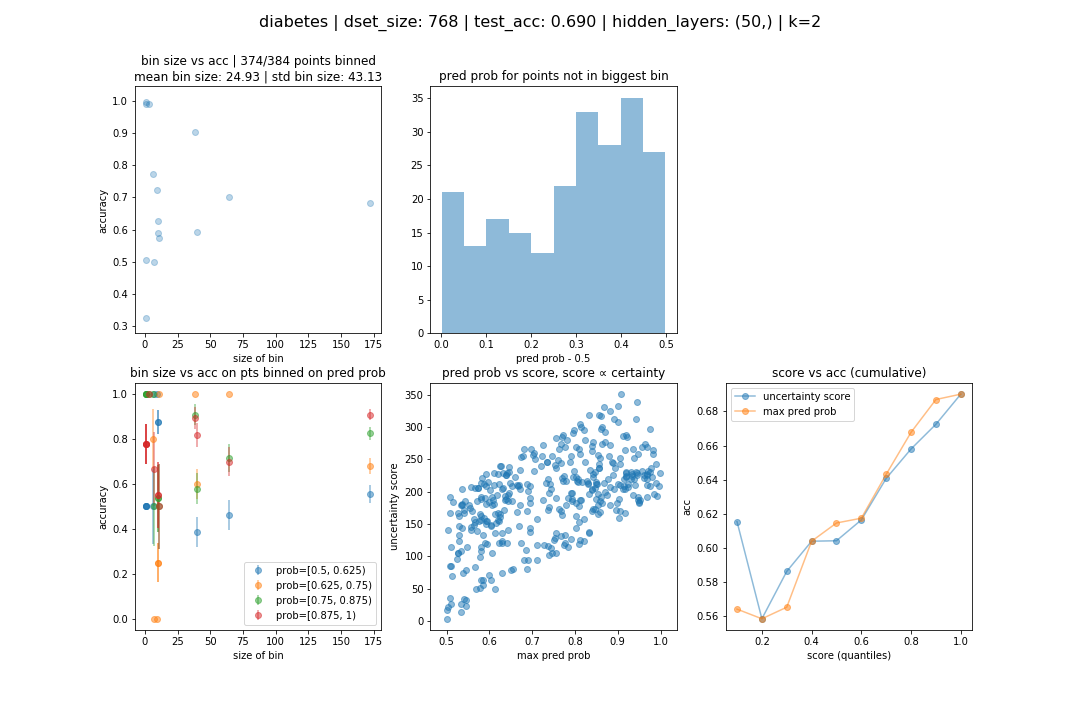 diabetes | dset_size: 768 | test_acc: 0.690 | hidden_layers: (50,) | k=2
bin size vs acc | 374/384 points binned
mean bin size: 24.93 | std bin size: 43.13
1.0
0.9
0.8
0.7
0.6
0.5
0.4
0.3
accuracy
0 25 50 75 100 125 150 175
size of bin
pred prob for points not in biggest bin
35
30
25
20
15
10
5
0
0.0 0.1 0.2 0.3 0.4 0.5
pred prob - 0.5
bin size vs acc on pts binned on pred prob
1.0
0.8
0.6
0.4
0.2
0.0
accuracy
prob=[0.5, 0.625)
prob=[0.625, 0.75)
prob=[0.75, 0.875)
prob=[0.875, 1)
0 25 50 75 100 125 150 175
size of bin
pred prob vs score, score ∝ certainty
350
300
250
200
150
100
50
0
uncertainty score
0.5 0.6 0.7 0.8 0.9 1.0
max pred prob
score vs acc (cumulative)
uncertainty score
max pred prob
0.68
0.66
0.64
0.62
0.60
0.58
0.56
acc
0.2 0.4 0.6 0.8 1.0
score (quantiles)